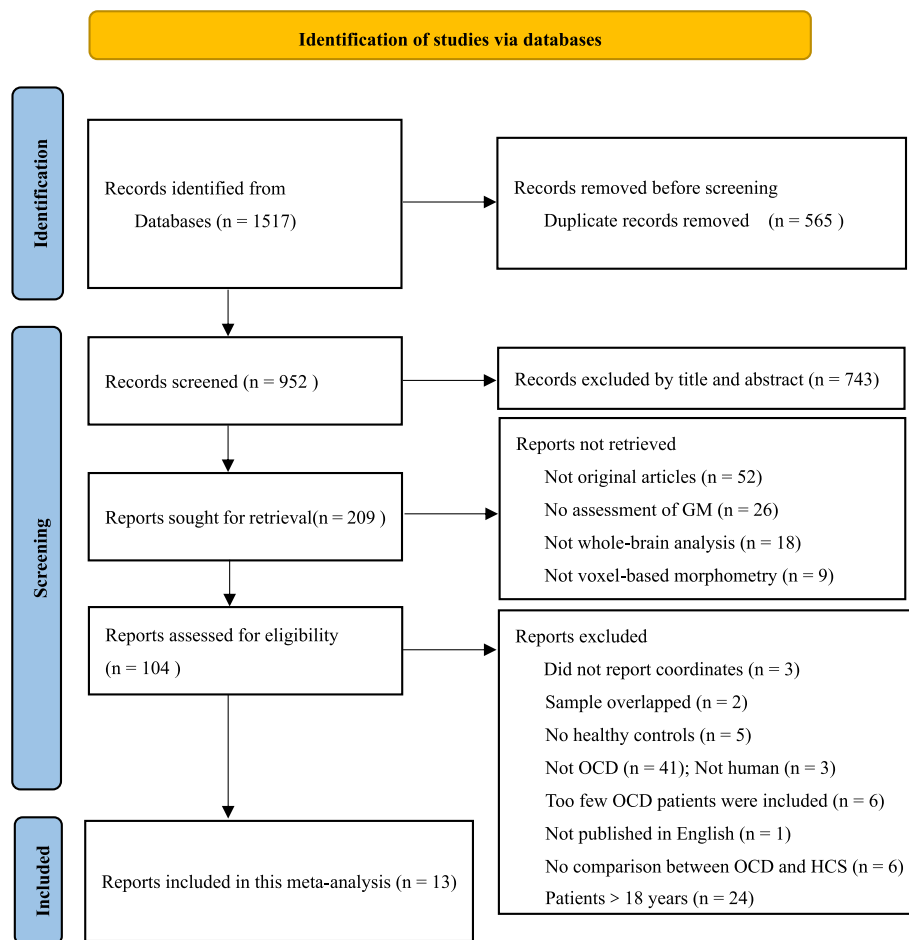 Identification of studies via databases
Identification
Records identified from
Databases (n = 1517)
Records removed before screening
Duplicate records removed (n = 565 )
Screening
Records screened (n = 952 )
Records excluded by title and abstract (n = 743)
Reports sought for retrieval(n = 209 )
Reports not retrieved
Not original articles (n = 52)
No assessment of GM (n = 26)
Not whole-brain analysis (n = 18)
Not voxel-based morphometry (n = 9)
Reports assessed for eligibility
(n = 104 )
Reports excluded
Did not report coordinates (n = 3)
Sample overlapped (n = 2)
No healthy controls (n = 5)
Not OCD (n = 41); Not human (n = 3)
Too few OCD patients were included (n = 6)
Not published in English (n = 1)
No comparison between OCD and HCS (n = 6)
Patients > 18 years (n = 24)
Included
Reports included in this meta-analysis (n = 13)